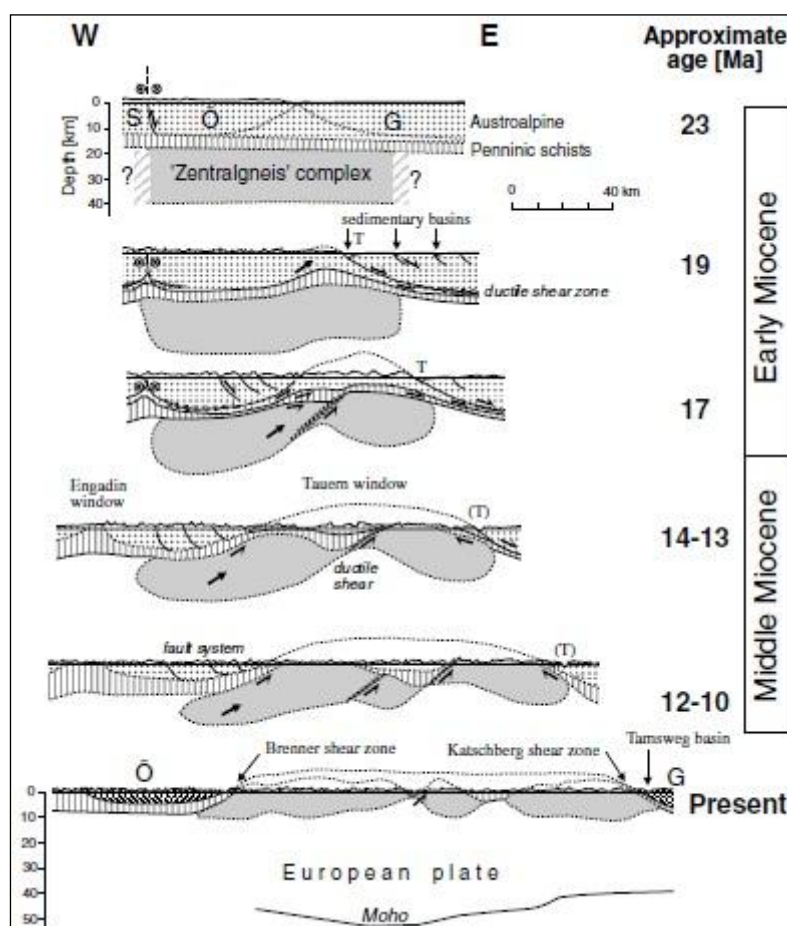 W
E
Approximate
age [Ma]
0
10
20
30
40
Depth [km]
S
Ö
G
Austroalpine
Penninic schists
'Zentralgneis' complex
?
?
23
0
40 km
sedimentary basins
T
ductile shear zone
19
Early Miocene
T
17
Engadin
window
Tauern window
(T)
14-13
ductile
shear
Middle Miocene
fault system
(T)
12-10
Brenner shear zone
Katschberg shear zone
Tamsweg basin
Ö
G
Present
0
10
20
30
40
50
European plate
Moho